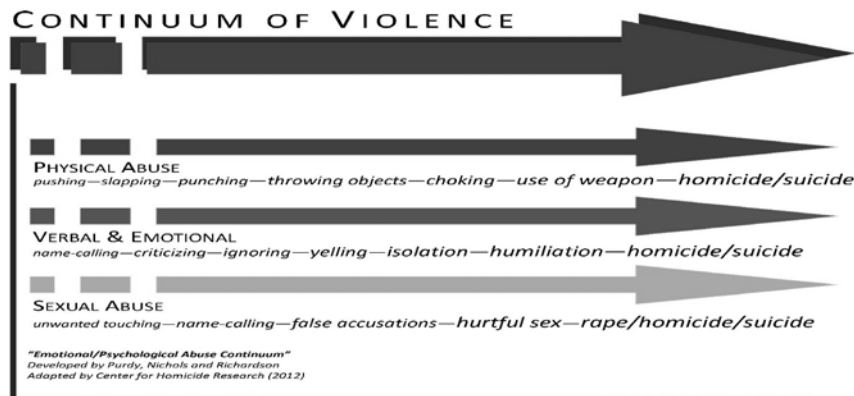 CONTINUUM OF VIOLENCE
PHYSICAL ABUSE
pushing—slapping—punching—throwing objects—choking—use of weapon—homicide/suicide
VERBAL & EMOTIONAL
name-calling—criticizing—ignoring—yelling—isolation—humiliation—homicide/suicide
SEXUAL ABUSE
unwanted touching—name-calling—false accusations—hurtful sex—rape/homicide/suicide
"Emotional/Psychological Abuse Continuum"
Developed by Purdy, Nichols and Richardson
Adapted by Center for Homicide Research (2012)